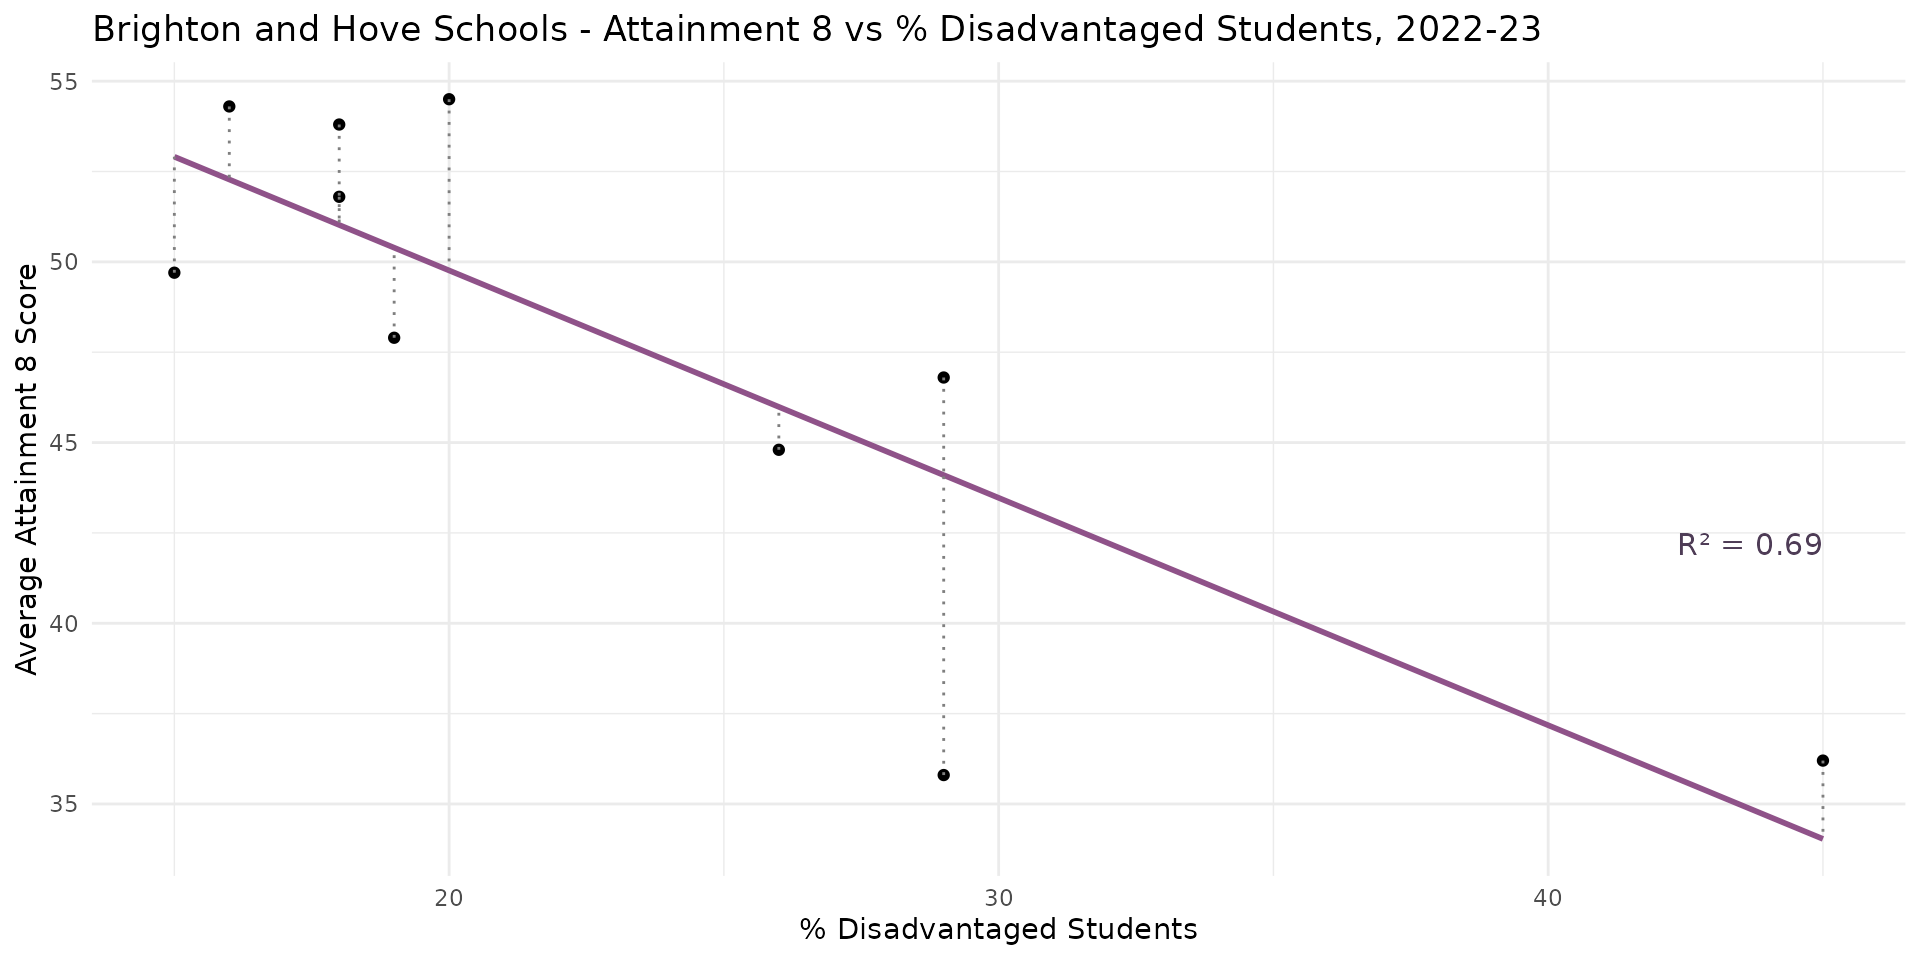 Brighton and Hove Schools - Attainment 8 vs % Disadvantaged Students, 2022-23
Average Attainment 8 Score
55
50
45
40
35
R² = 0.69
20 30 40
% Disadvantaged Students